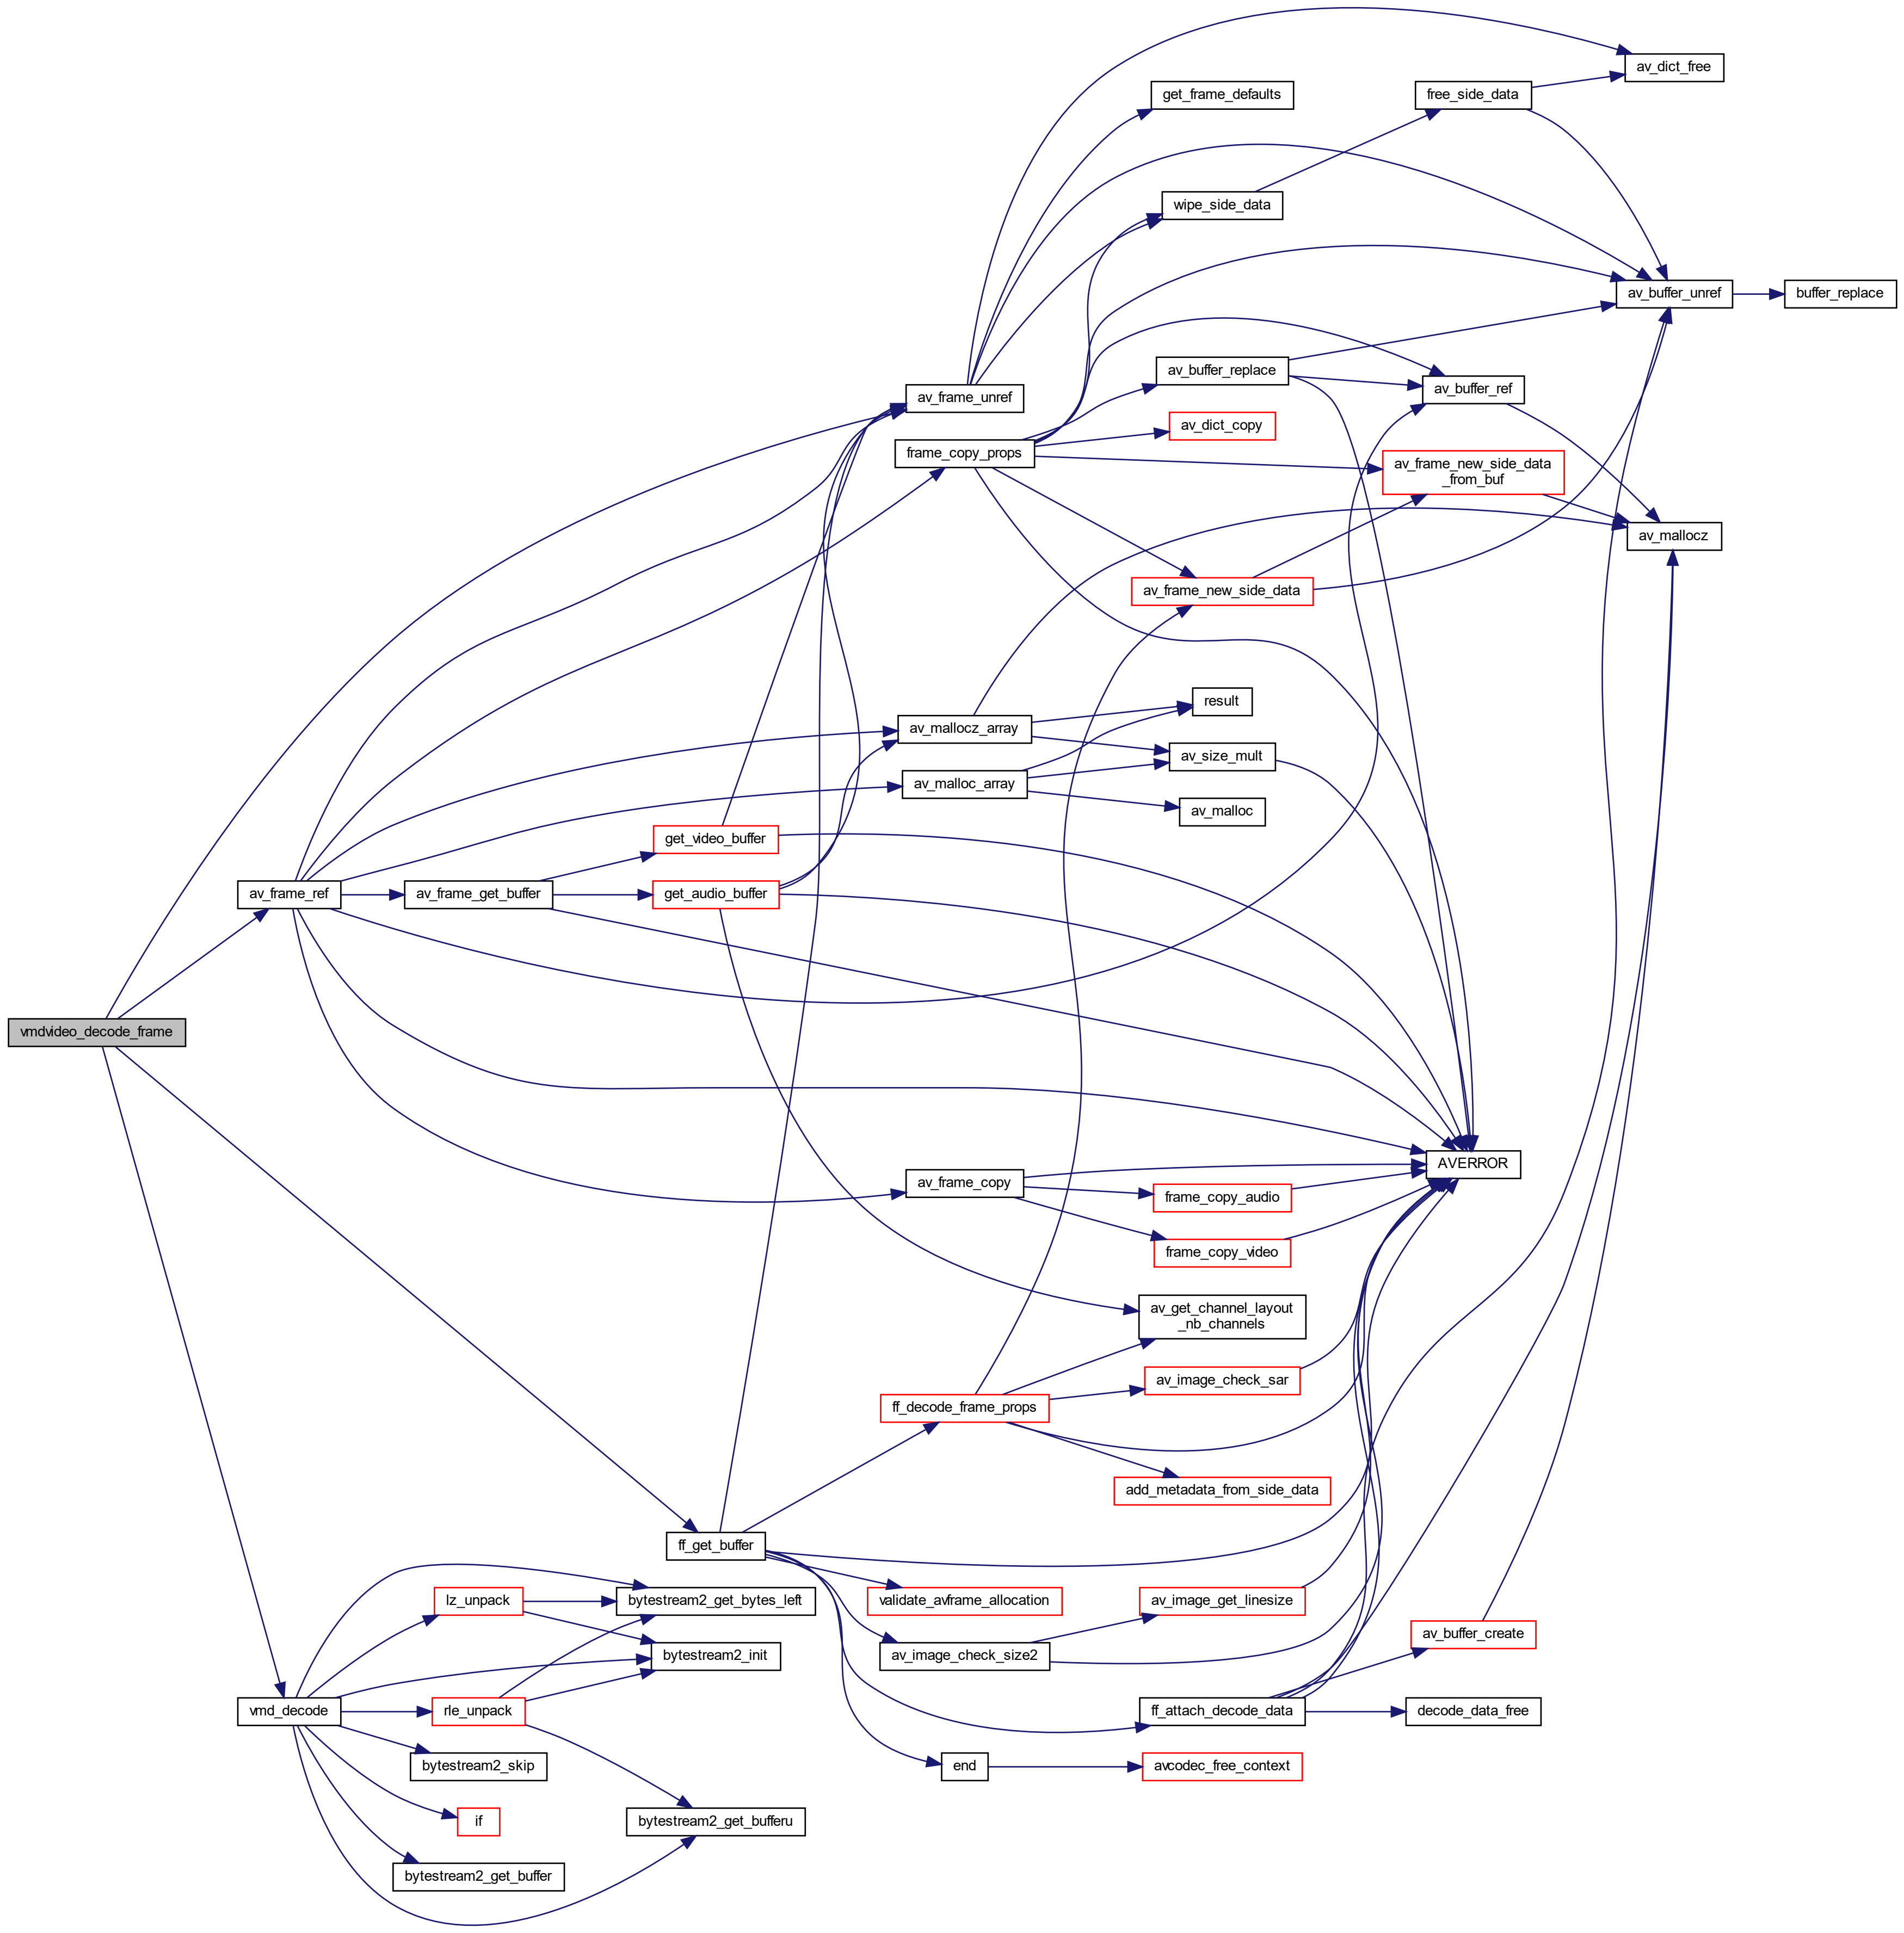 av_dict_free
get_frame_defaults
free_side_data
wipe_side_data
av_buffer_unref
buffer_replace
av_buffer_replace
av_buffer_ref
av_frame_unref
av_dict_copy
frame_copy_props
av_frame_new_side_data
_from_buf
av_mallocz
av_frame_new_side_data
result
av_mallocz_array
av_size_mult
av_malloc_array
av_malloc
get_video_buffer
av_frame_ref
av_frame_get_buffer
get_audio_buffer
vmdvideo_decode_frame
AVERROR
av_frame_copy
frame_copy_audio
frame_copy_video
av_get_channel_layout
_nb_channels
av_image_check_sar
ff_decode_frame_props
add_metadata_from_side_data
ff_get_buffer
lz_unpack
bytestream2_get_bytes_left
validate_avframe_allocation
av_image_get_linesize
av_buffer_create
bytestream2_init
av_image_check_size2
vmd_decode
rle_unpack
ff_attach_decode_data
decode_data_free
bytestream2_skip
end
avcodec_free_context
if
bytestream2_get_bufferu
bytestream2_get_buffer